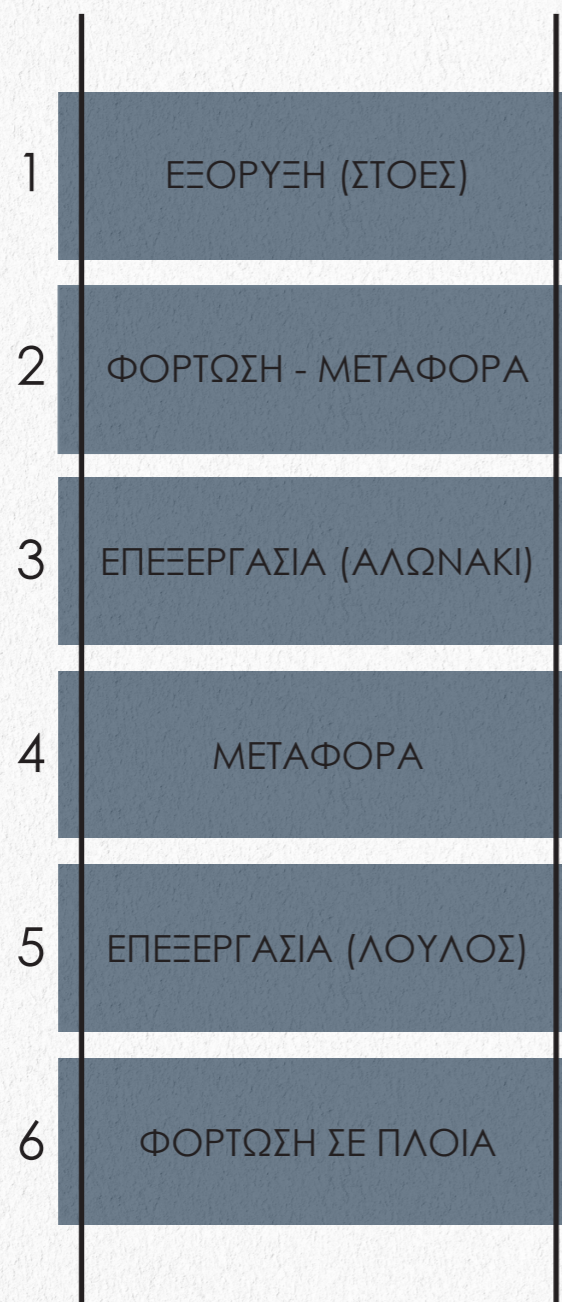 1 ΕΞΟΡΥΞΗ (ΣΤΟΕΣ)
2 ΦΟΡΤΩΣΗ - ΜΕΤΑΦΟΡΑ
3 ΕΠΕΞΕΡΓΑΣΙΑ (ΑΛΩΝΑΚΙ)
4 ΜΕΤΑΦΟΡΑ
5 ΕΠΕΞΕΡΓΑΣΙΑ (ΛΟΥΛΟΣ)
6 ΦΟΡΤΩΣΗ ΣΕ ΠΛΟΙΑ